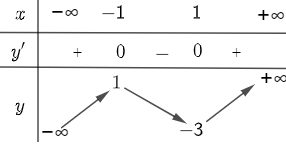 x −∞ −1 1 +∞
y′ + 0 − 0 +
1 +∞
y
−∞ −3